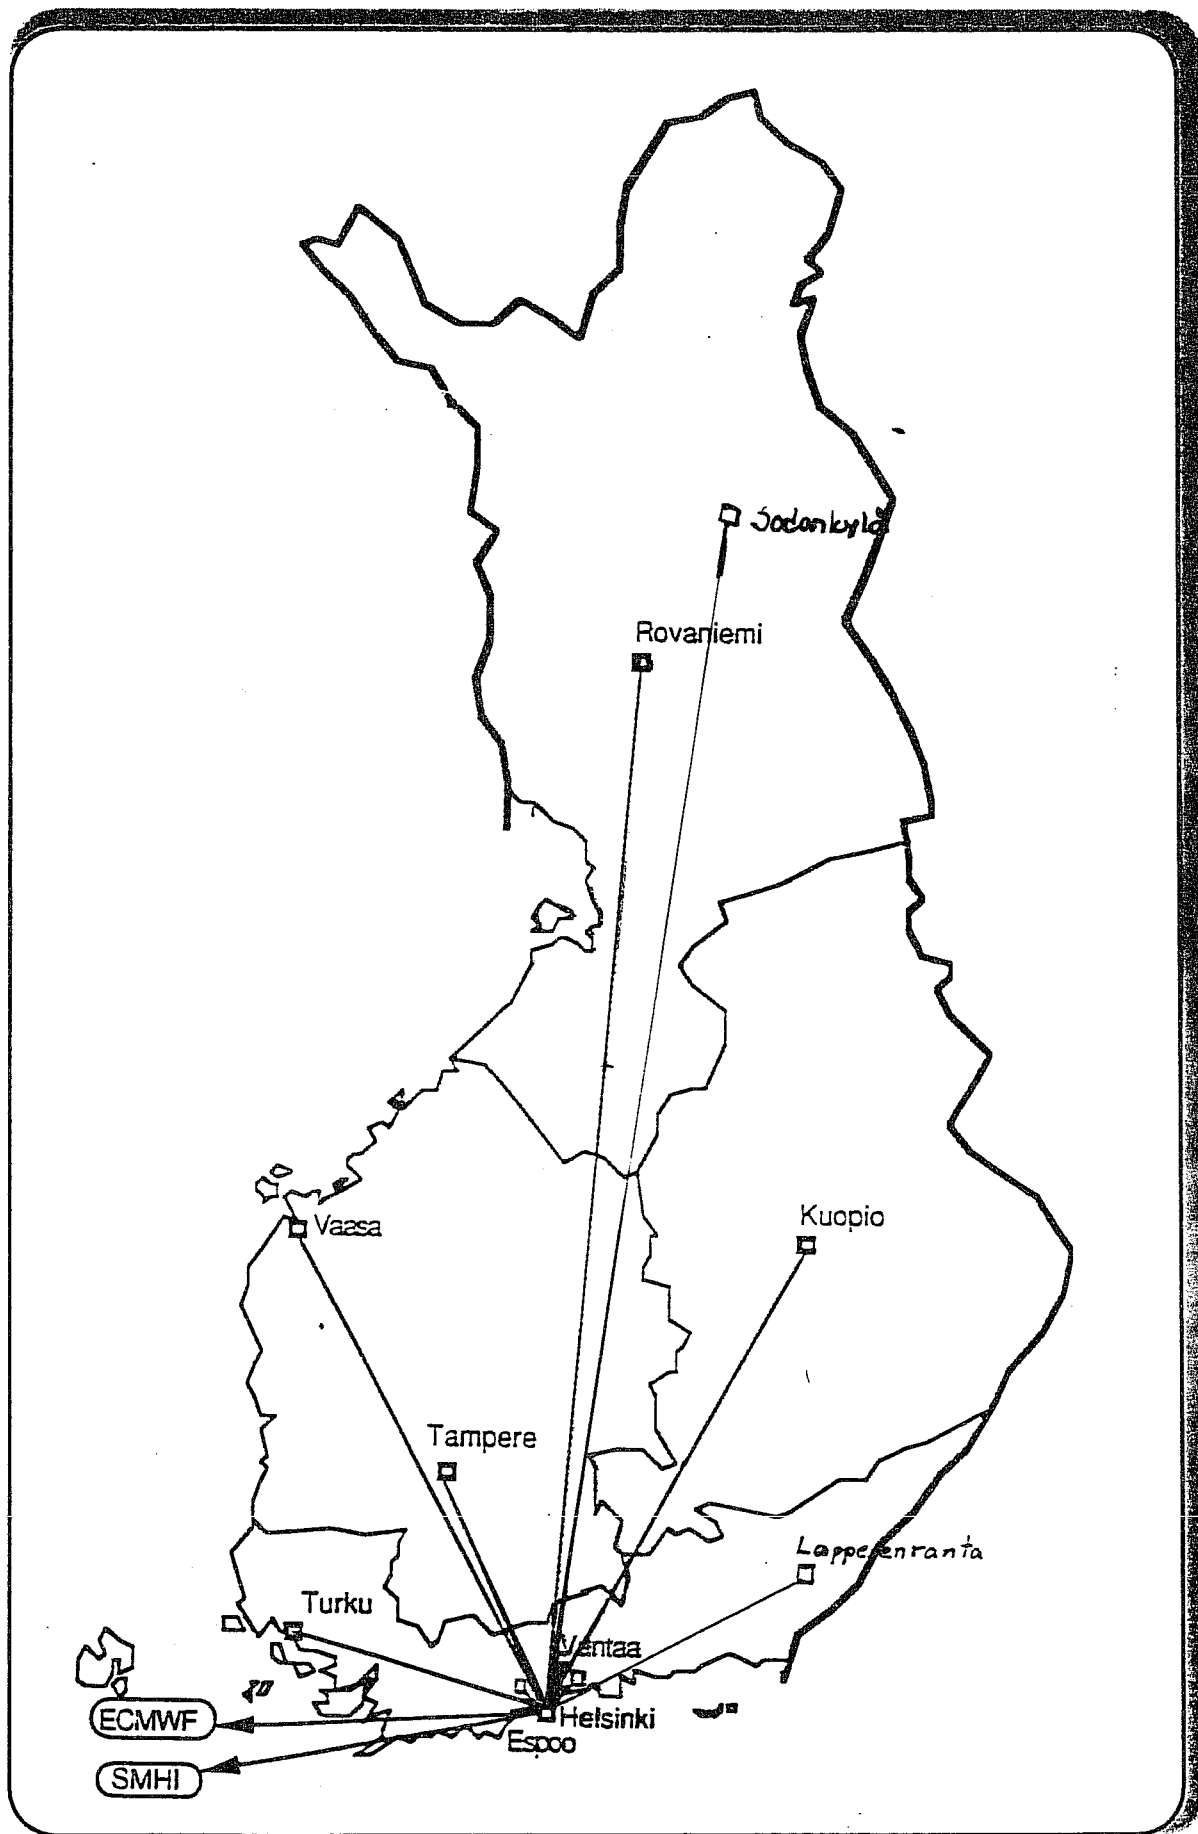 Sodankylä
Rovaniemi
Vaasa
Kuopio
Tampere
Lappeenranta
Turku
Vantaa
ECMWF
Helsinki
Espoo
SMHI